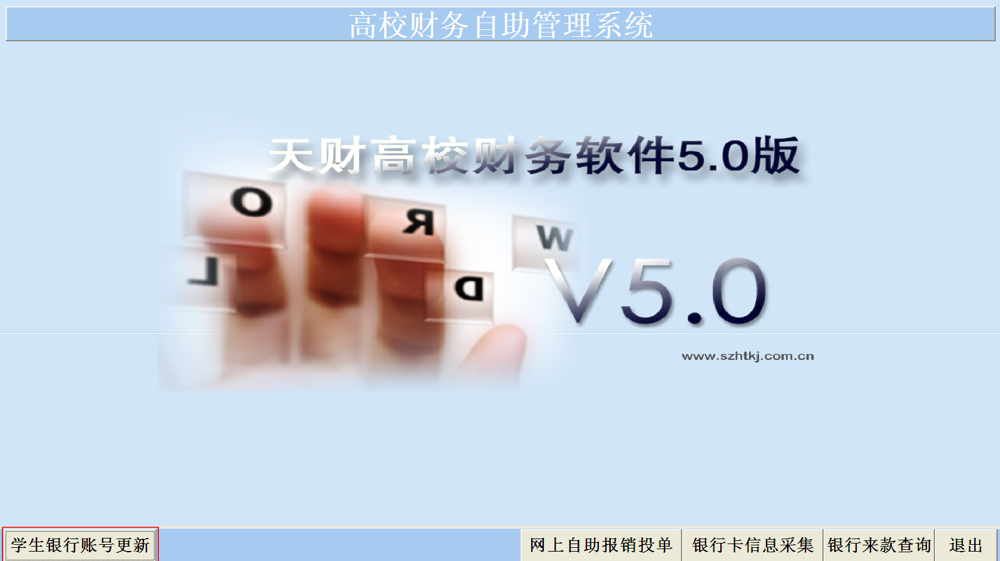 高校财务自助管理系统
天财高校财务软件5.0版
O
R
W
L
D
V5.0
www.szhtkj.com.cn
学生银行账号更新
网上自助报销投单
银行卡信息采集
银行来款查询
退出